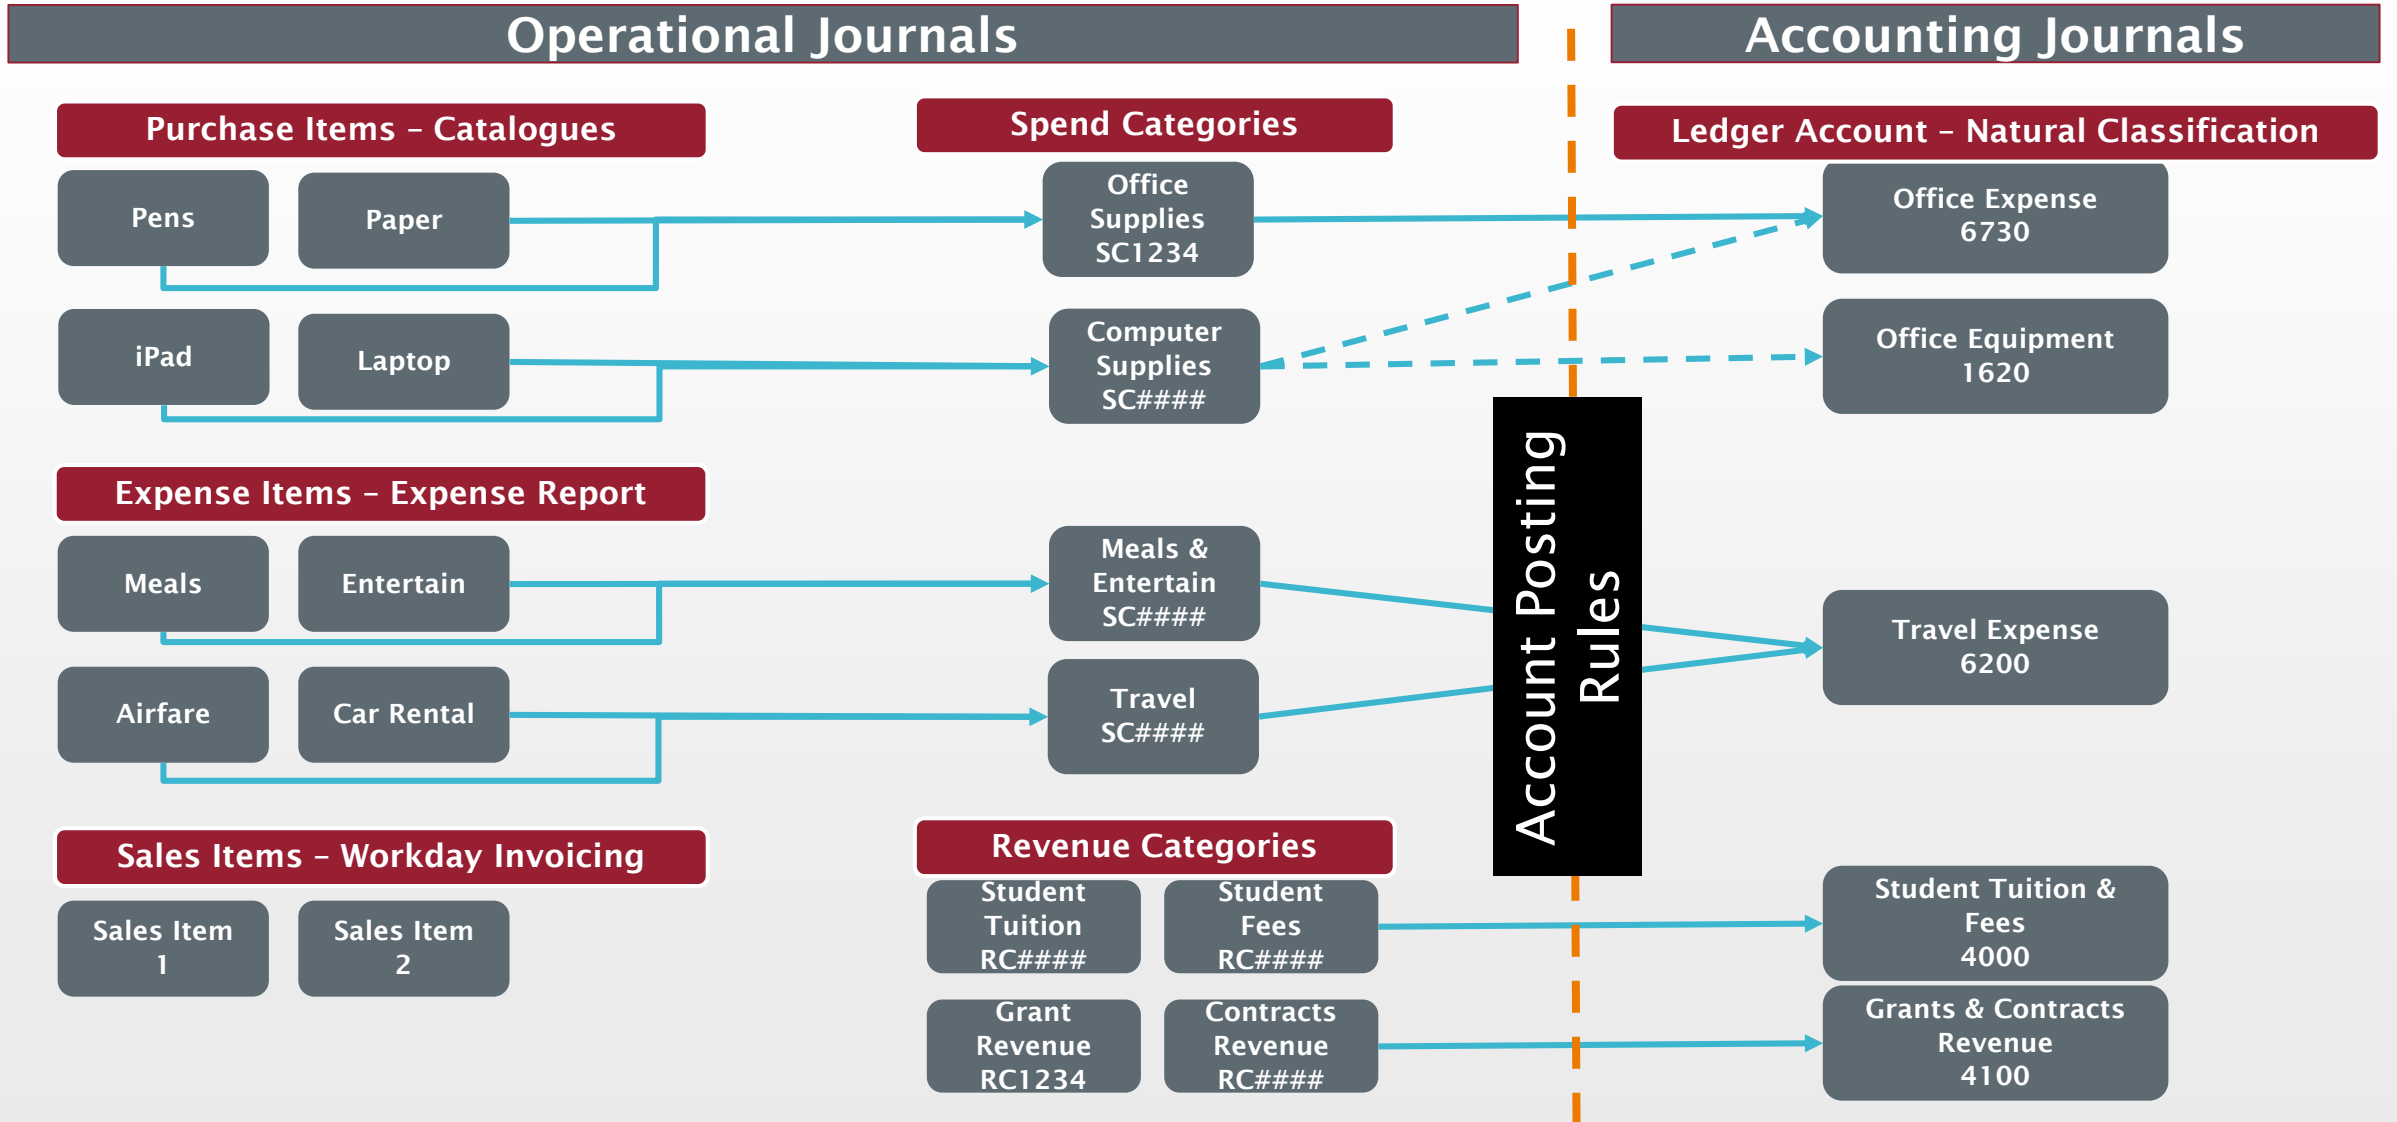 Operational Journals
Accounting Journals
Purchase Items – Catalogues
Spend Categories
Ledger Account – Natural Classification
Pens
Paper
Office
Supplies
SC1234
Office Expense
6730
iPad
Laptop
Computer
Supplies
SC####
Office Equipment
1620
Account Posting
Rules
Expense Items – Expense Report
Meals
Entertain
Meals &
Entertain
SC####
Travel Expense
6200
Airfare
Car Rental
Travel
SC####
Sales Items – Workday Invoicing
Revenue Categories
Sales Item
1
Sales Item
2
Student
Tuition
RC####
Student
Fees
RC####
Student Tuition &
Fees
4000
Grant
Revenue
RC1234
Contracts
Revenue
RC####
Grants & Contracts
Revenue
4100